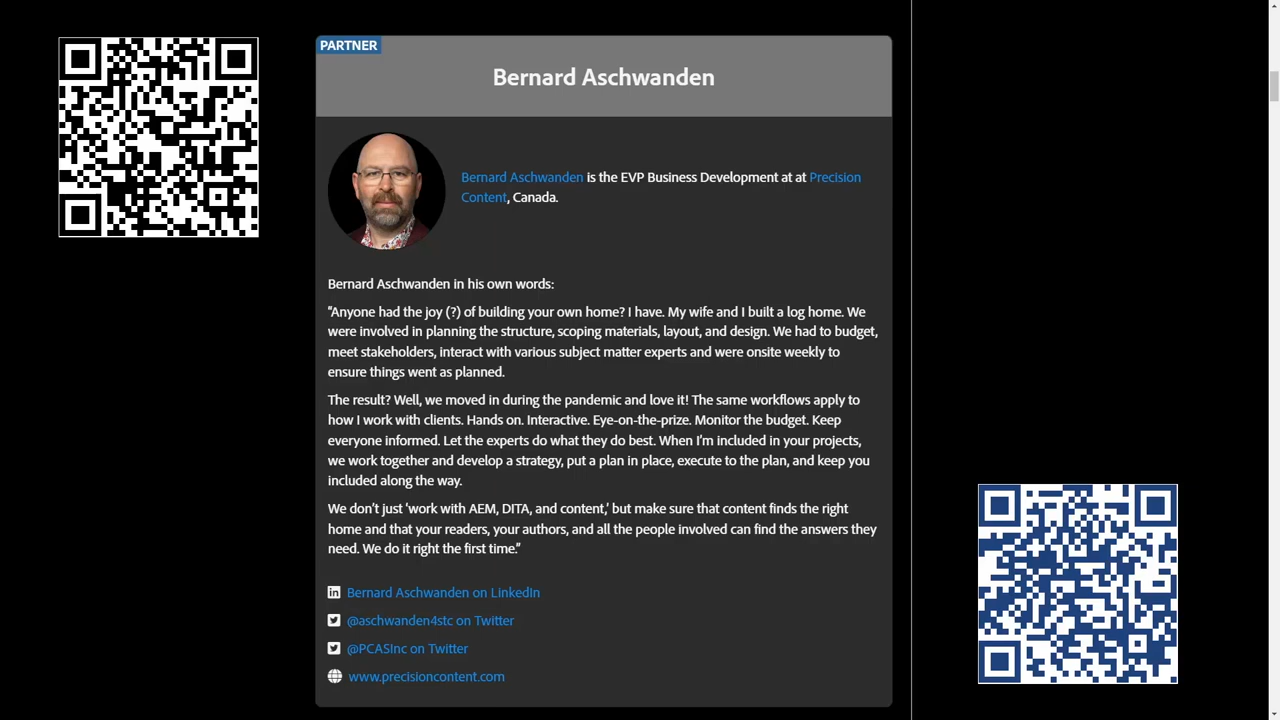 PARTNER
Bernard Aschwanden
Bernard Aschwanden is the EVP Business Development at at Precision
Content, Canada.
Bernard Aschwanden in his own words:
"Anyone had the joy (?) of building your own home? I have. My wife and I built a log home. We
were involved in planning the structure, scoping materials, layout, and design. We had to budget,
meet stakeholders, interact with various subject matter experts and were onsite weekly to
ensure things went as planned.
The result? Well, we moved in during the pandemic and love it! The same workflows apply to
how I work with clients. Hands on. Interactive. Eye-on-the-prize. Monitor the budget. Keep
everyone informed. Let the experts do what they do best. When I'm included in your projects,
we work together and develop a strategy, put a plan in place, execute to the plan, and keep you
included along the way.
We don't just 'work with AEM, DITA, and content,' but make sure that content finds the right
home and that your readers, your authors, and all the people involved can find the answers they
need. We do it right the first time."
Bernard Aschwanden on LinkedIn
@aschwanden4stc on Twitter
@PCASInc on Twitter
www.precisioncontent.com